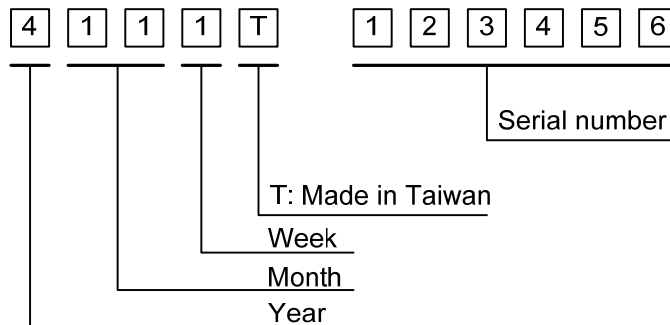 4 1 1 1 T 1 2 3 4 5 6
Serial number
T: Made in Taiwan
Week
Month
Year